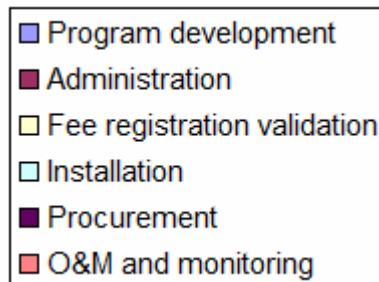 Program development
Administration
Fee registration validation
Installation
Procurement
O&M and monitoring